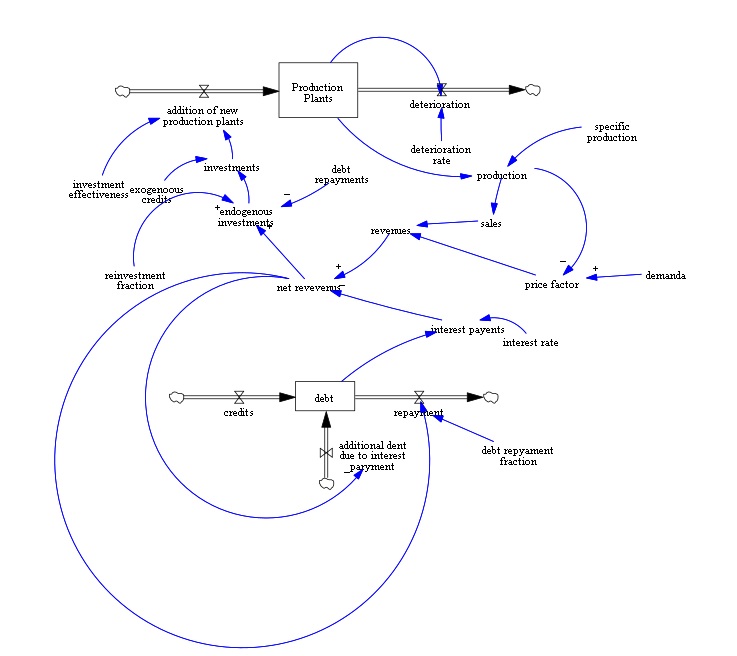 Production
Plants
addition of new
production plants
deterioration
specific
production
deterioration
rate
debt
repayments
investments
production
investment
effectiveness
exogenous
credits
–
+
endogenous
investments
+
revenues
sales
reinvestment
fraction
+
–
+
net revevenus
–
price factor
demanda
interest payents
interest rate
credits
debt
repayment
additional dent
due to interest
paryment
–
debt repyament
fraction